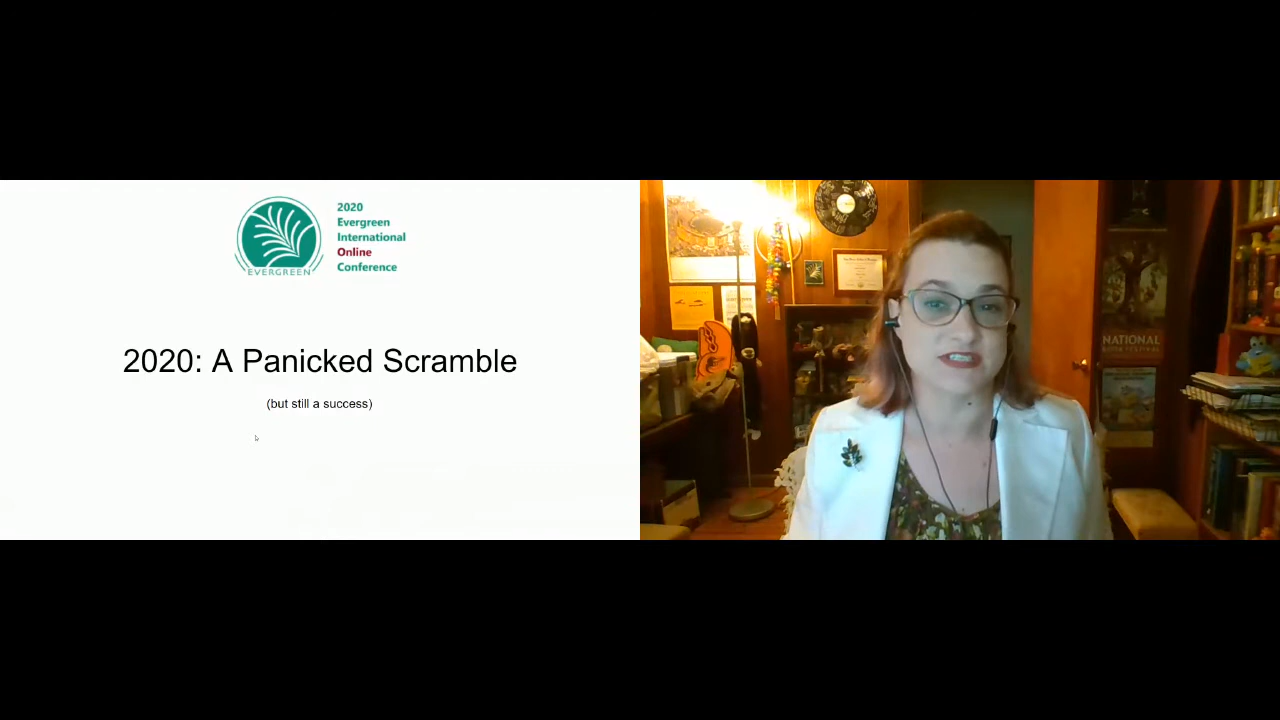 2020
Evergreen
International
Online
Conference
EVERGREEN
2020: A Panicked Scramble
(but still a success)
NATIONAL
BOOK FESTIVAL